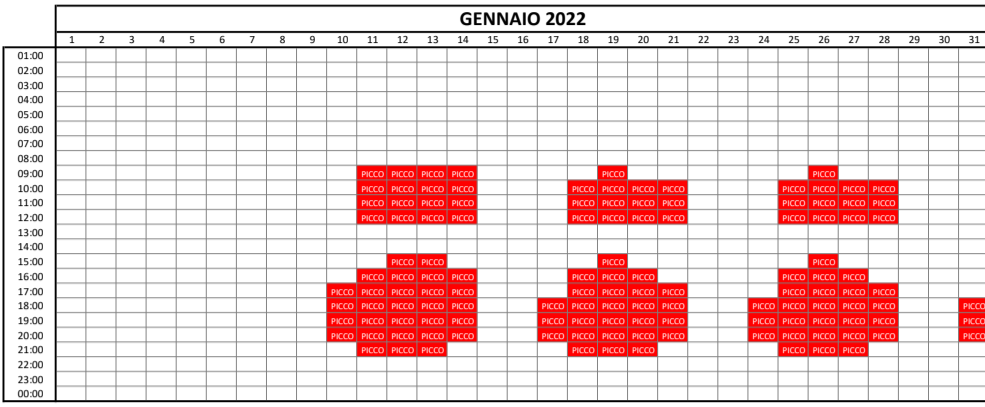 GENNAIO 2022
1 2 3 4 5 6 7 8 9 10 11 12 13 14 15 16 17 18 19 20 21 22 23 24 25 26 27 28 29 30 31
01:00
02:00
03:00
04:00
05:00
06:00
07:00
08:00
09:00 PICCO PICCO PICCO PICCO PICCO PICCO
10:00 PICCO PICCO PICCO PICCO PICCO PICCO PICCO PICCO PICCO PICCO PICCO PICCO
11:00 PICCO PICCO PICCO PICCO PICCO PICCO PICCO PICCO PICCO PICCO PICCO PICCO
12:00 PICCO PICCO PICCO PICCO PICCO PICCO PICCO PICCO PICCO PICCO PICCO PICCO
13:00
14:00
15:00 PICCO PICCO PICCO PICCO
16:00 PICCO PICCO PICCO PICCO PICCO PICCO PICCO PICCO PICCO PICCO
17:00 PICCO PICCO PICCO PICCO PICCO PICCO PICCO PICCO PICCO PICCO PICCO PICCO PICCO
18:00 PICCO PICCO PICCO PICCO PICCO PICCO PICCO PICCO PICCO PICCO PICCO PICCO PICCO PICCO PICCO PICCO
19:00 PICCO PICCO PICCO PICCO PICCO PICCO PICCO PICCO PICCO PICCO PICCO PICCO PICCO PICCO PICCO PICCO
20:00 PICCO PICCO PICCO PICCO PICCO PICCO PICCO PICCO PICCO PICCO PICCO PICCO PICCO PICCO PICCO PICCO
21:00 PICCO PICCO PICCO PICCO PICCO PICCO PICCO PICCO PICCO
22:00
23:00
00:00